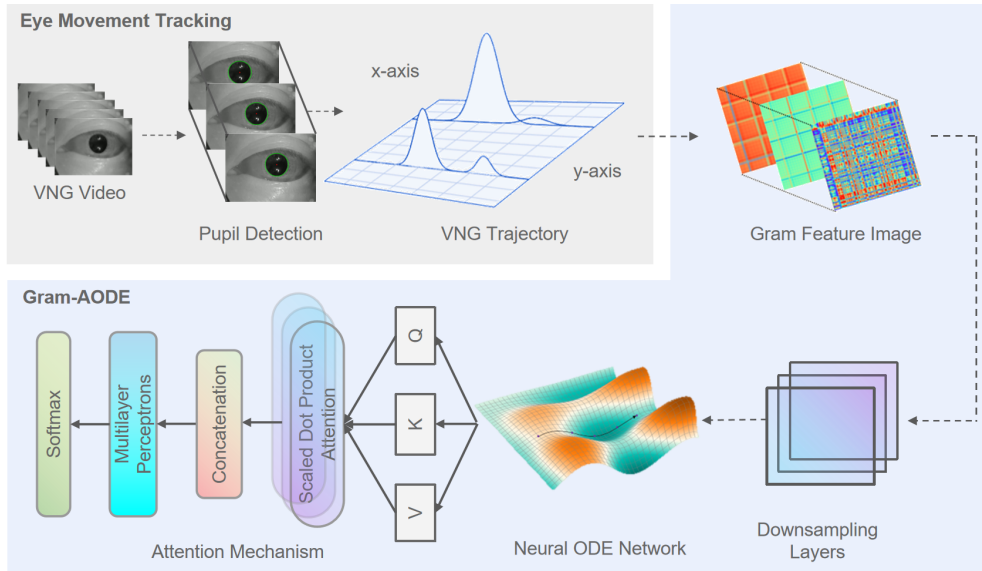 Eye Movement Tracking
x-axis
y-axis
VNG Video
Pupil Detection
VNG Trajectory
Gram Feature Image
Gram-AODE
Softmax
Multilayer
Perceptrons
Concatenation
Scaled Dot Product
Attention
Q
K
V
Attention Mechanism
Neural ODE Network
Downsampling
Layers